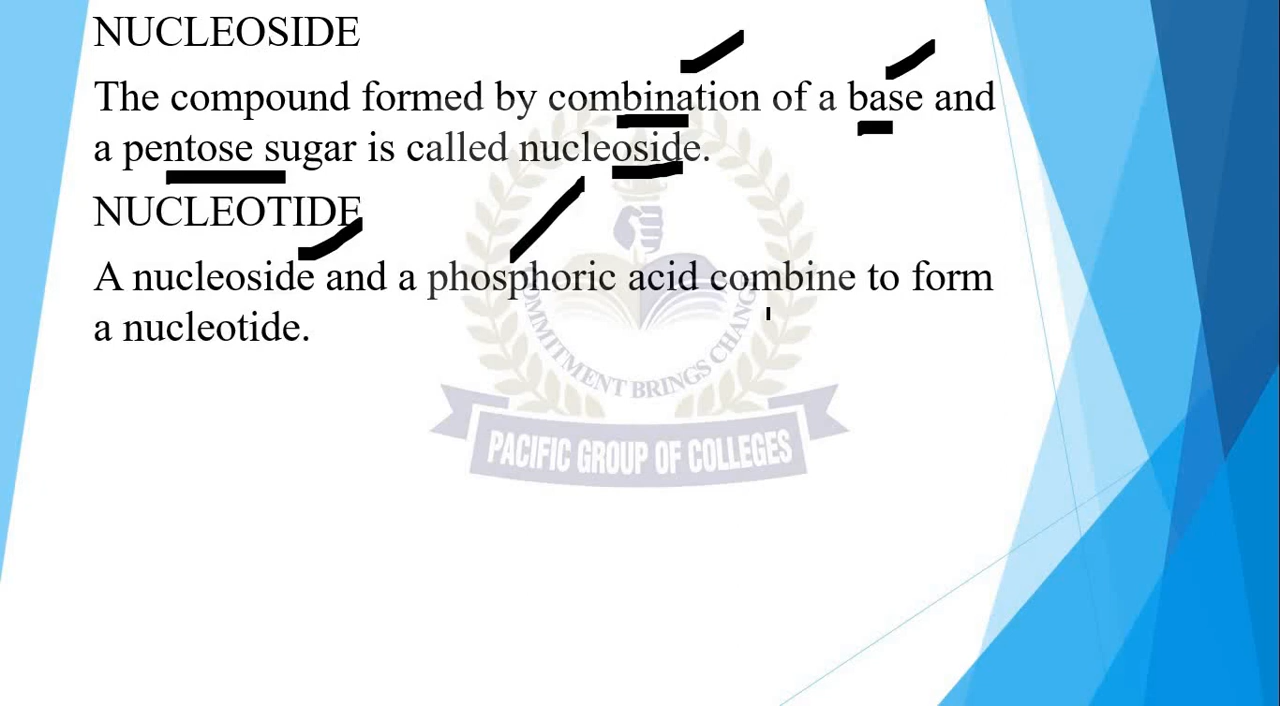 NUCLEOSIDE
The compound formed by combination of a base and
a pentose sugar is called nucleoside.
NUCLEOTIDE
A nucleoside and a phosphoric acid combine to form
a nucleotide.
COMMITMENT BRINGS CHANGE
PACIFIC GROUP OF COLLEGES